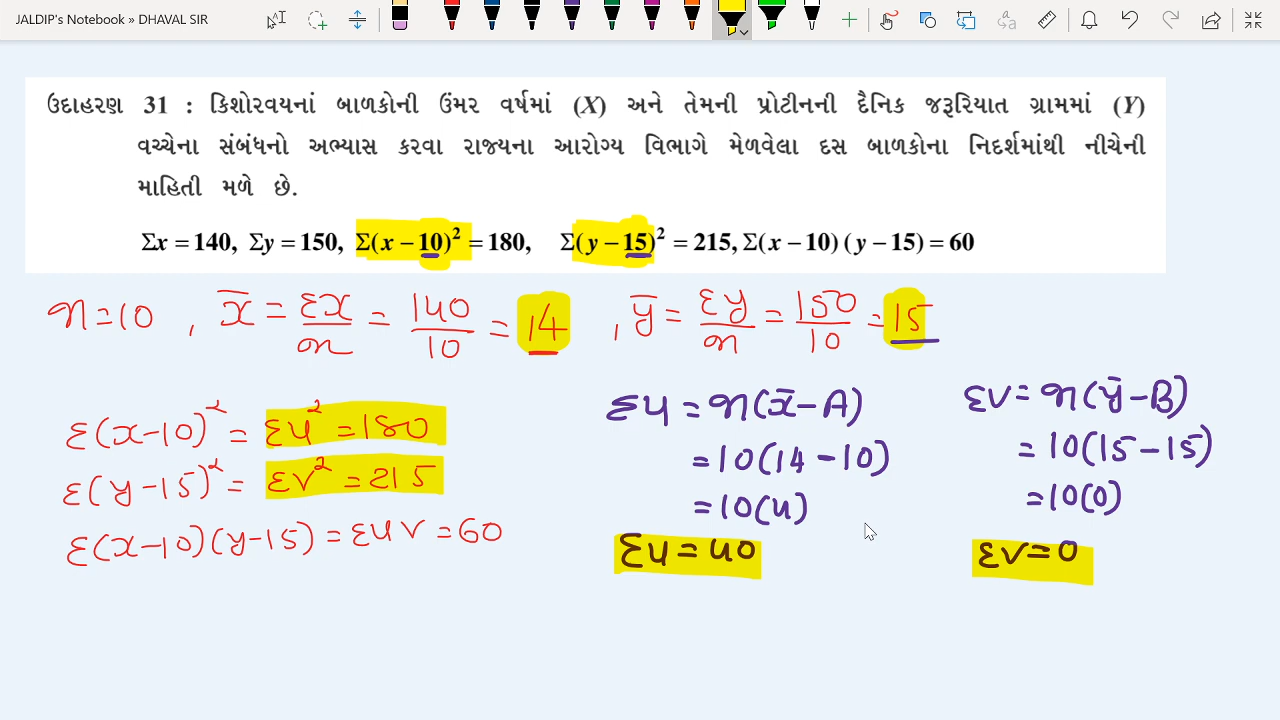 JALDIP's Notebook » DHAVAL SIR
ઉદાહરણ 31 : કિશોરવયનાં બાળકોની ઉંમર વર્ષમાં (X) અને તેમની પ્રોટીનની દૈનિક જરૂરિયાત ગ્રામમાં (Y)
વચ્ચેના સંબંધનો અભ્યાસ કરવા રાજ્યના આરોગ્ય વિભાગે મેળવેલા દસ બાળકોના નિદર્શમાંથી નીચેની
માહિતી મળે છે.
Σx = 140, Σy = 150, Σ(x − 10)² = 180, Σ(y − 15)² = 215, Σ(x − 10) (y − 15) = 60
n = 10 , x̄ = Σx/n = 140/10 = 14 , ȳ = Σy/n = 150/10 = 15
Σ(x−10)² = Σu² = 180
Σ(y−15)² = Σv² = 215
Σ(x−10)(y−15) = Σuv = 60
Σu = n(x̄ − A)
= 10(14 − 10)
= 10(4)
Σu = 40
Σv = n(ȳ − B)
= 10(15 − 15)
= 10(0)
Σv = 0